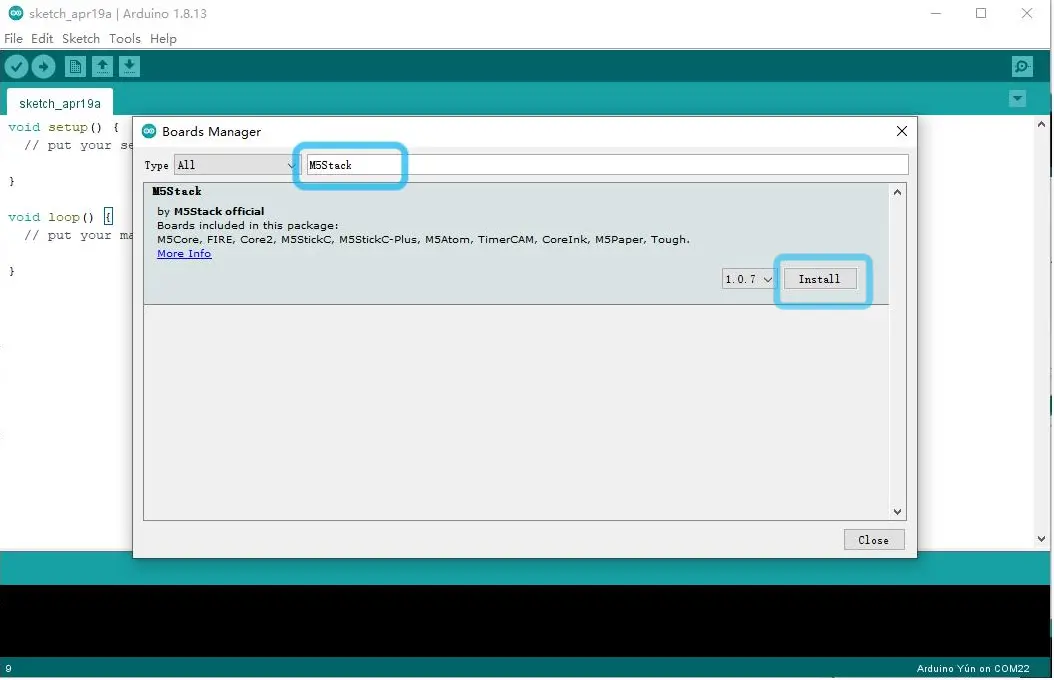 sketch_apr19a | Arduino 1.8.13
File Edit Sketch Tools Help
sketch_apr19a
void setup() {
// put your se
}
void loop() {
// put your ma
}
Boards Manager
Type All M5Stack
M5Stack
by M5Stack official
Boards included in this package:
M5Core, FIRE, Core2, M5StickC, M5StickC-Plus, M5Atom, TimerCAM, CoreInk, M5Paper, Tough.
More Info
1.0.7 Install
Close
9 Arduino Yún on COM22